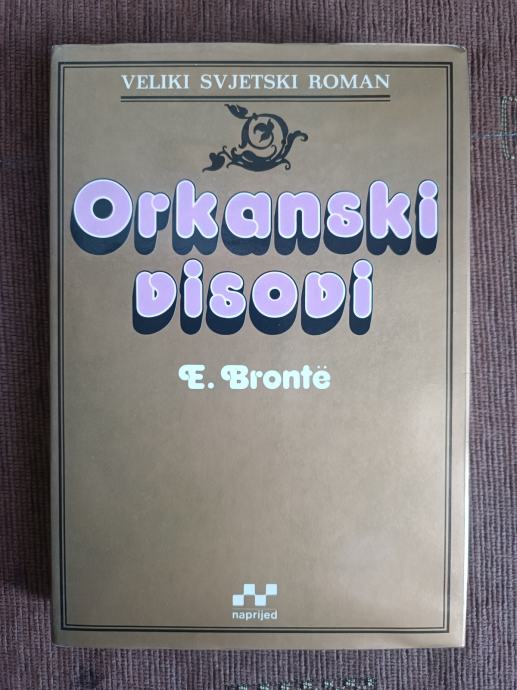 VELIKI SVJETSKI ROMAN
Orkanski
visovi
E. Brontë
naprijed